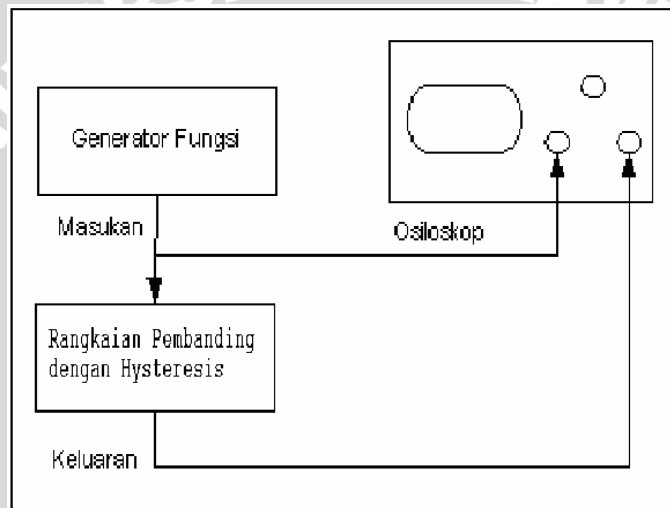 Generator Fungsi
Masukan
Osiloskop
Rangkaian Pembanding
dengan Hysteresis
Keluaran